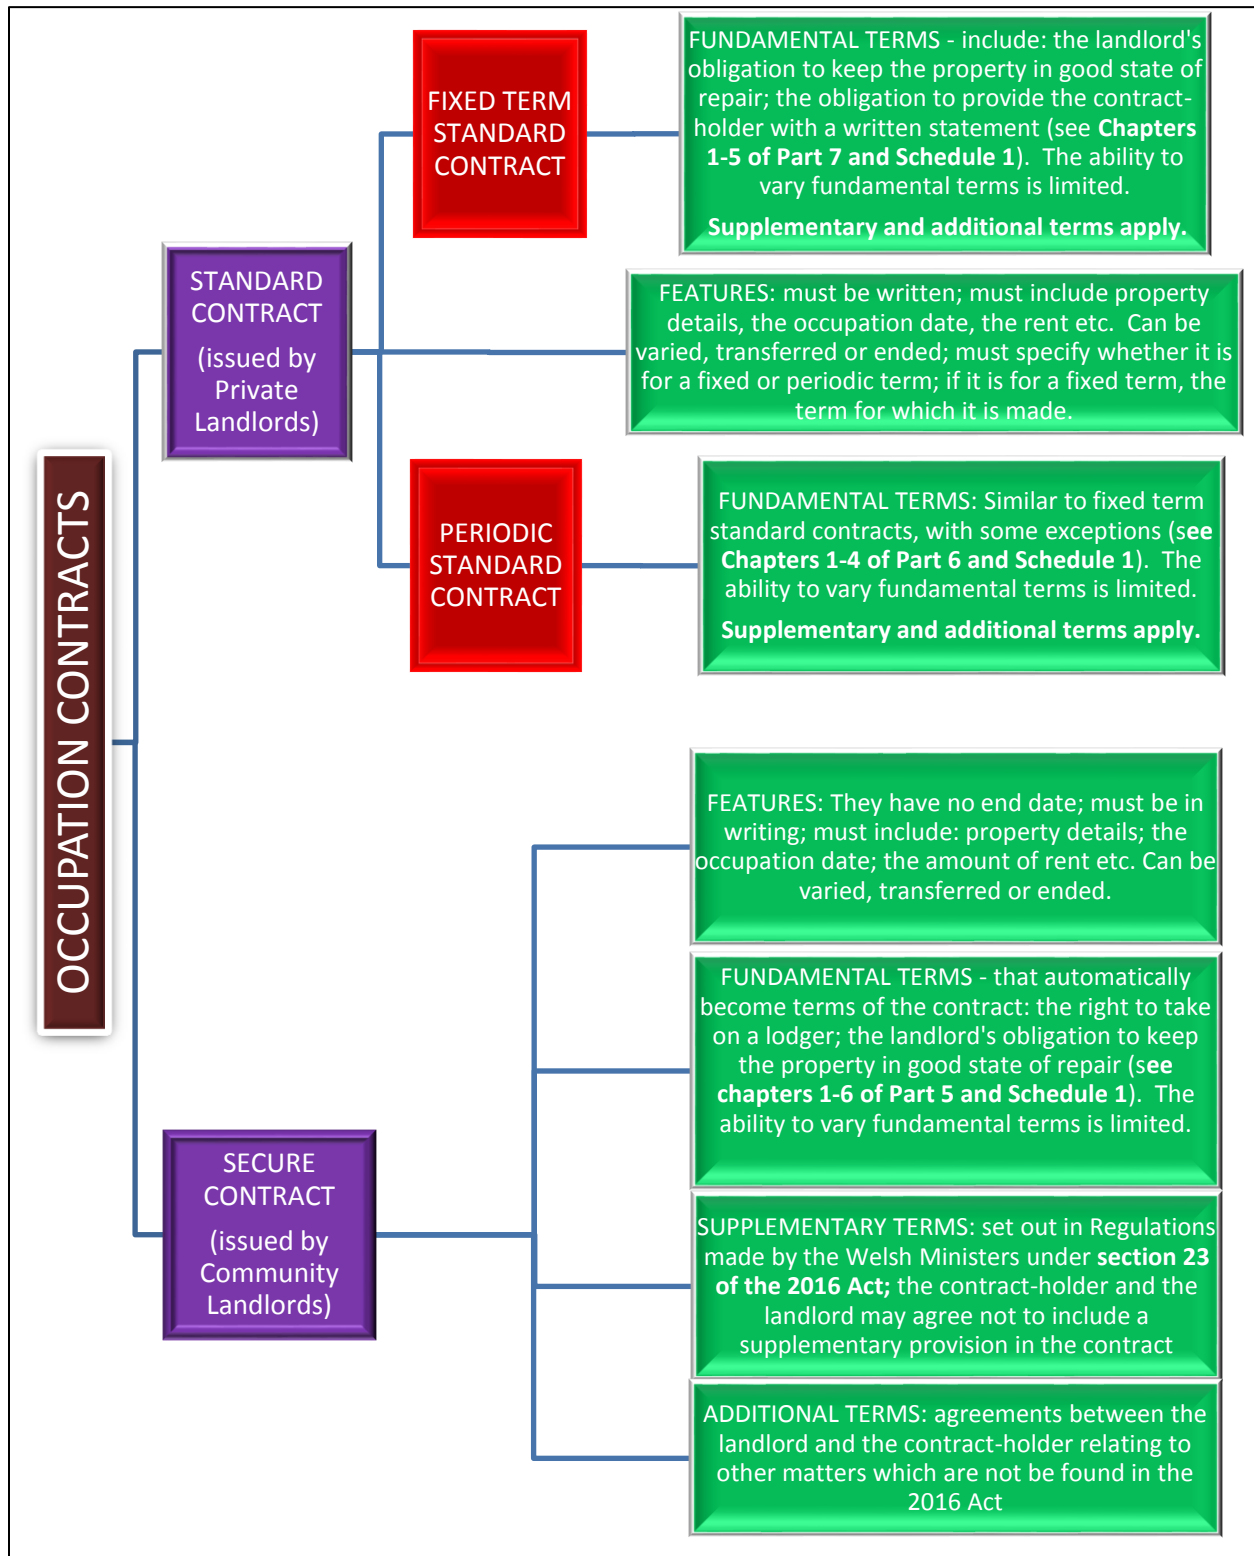 OCCUPATION CONTRACTS
STANDARD
CONTRACT
(issued by
Private
Landlords)
FIXED TERM
STANDARD
CONTRACT
FUNDAMENTAL TERMS - include: the landlord's
obligation to keep the property in good state of
repair; the obligation to provide the contract-
holder with a written statement (see Chapters
1-5 of Part 7 and Schedule 1). The ability to
vary fundamental terms is limited.
Supplementary and additional terms apply.
FEATURES: must be written; must include property
details, the occupation date, the rent etc. Can be
varied, transferred or ended; must specify whether it is
for a fixed or periodic term; if it is for a fixed term, the
term for which it is made.
PERIODIC
STANDARD
CONTRACT
FUNDAMENTAL TERMS: Similar to fixed term
standard contracts, with some exceptions (see
Chapters 1-4 of Part 6 and Schedule 1). The
ability to vary fundamental terms is limited.
Supplementary and additional terms apply.
SECURE
CONTRACT
(issued by
Community
Landlords)
FEATURES: They have no end date; must be in
writing; must include: property details; the
occupation date; the amount of rent etc. Can be
varied, transferred or ended.
FUNDAMENTAL TERMS - that automatically
become terms of the contract: the right to take
on a lodger; the landlord's obligation to keep
the property in good state of repair (see
chapters 1-6 of Part 5 and Schedule 1). The
ability to vary fundamental terms is limited.
SUPPLEMENTARY TERMS: set out in Regulations
made by the Welsh Ministers under section 23
of the 2016 Act; the contract-holder and the
landlord may agree not to include a
supplementary provision in the contract
ADDITIONAL TERMS: agreements between the
landlord and the contract-holder relating to
other matters which are not be found in the
2016 Act